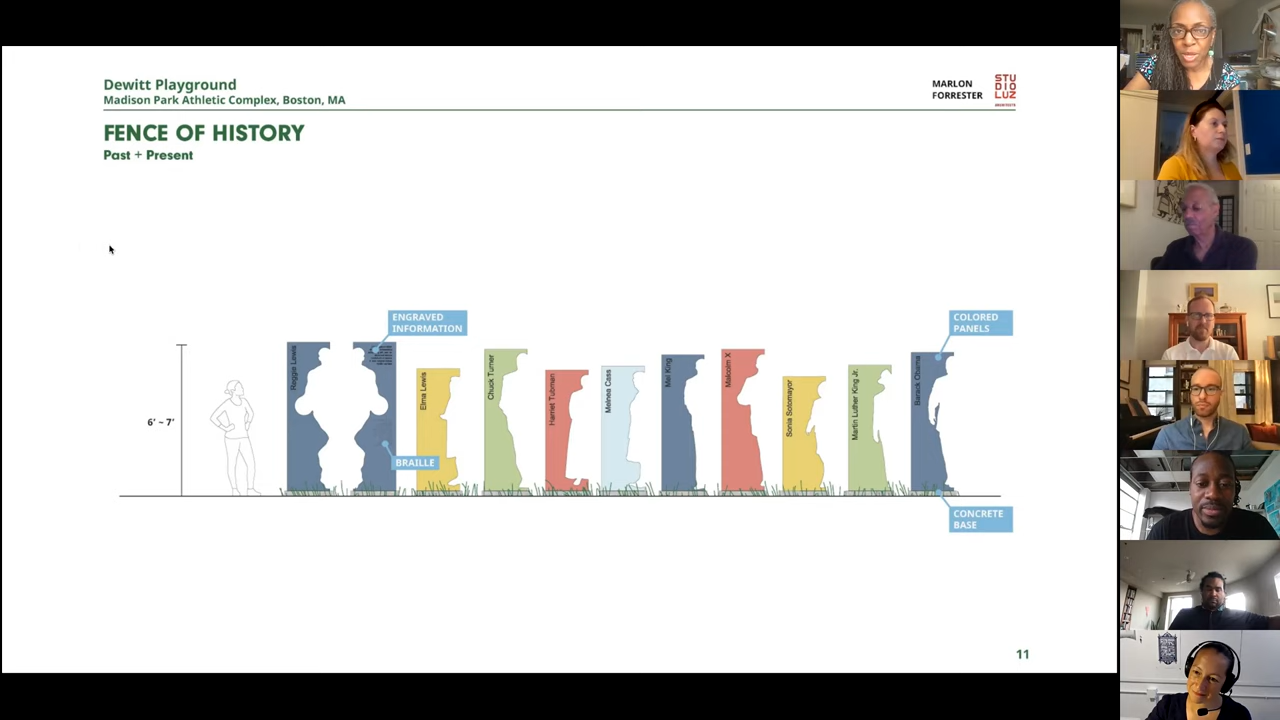 Dewitt Playground
Madison Park Athletic Complex, Boston, MA
MARLON
FORRESTER
STU
DIO
LUZ
ARCHITECTS
FENCE OF HISTORY
Past + Present
ENGRAVED
INFORMATION
COLORED
PANELS
6' ~ 7'
Reggie Lewis
Elma Lewis
Chuck Turner
Harriet Tubman
Melnea Cass
Mel King
Malcolm X
Sonia Sotomayor
Martin Luther King Jr.
Barack Obama
BRAILLE
CONCRETE
BASE
11